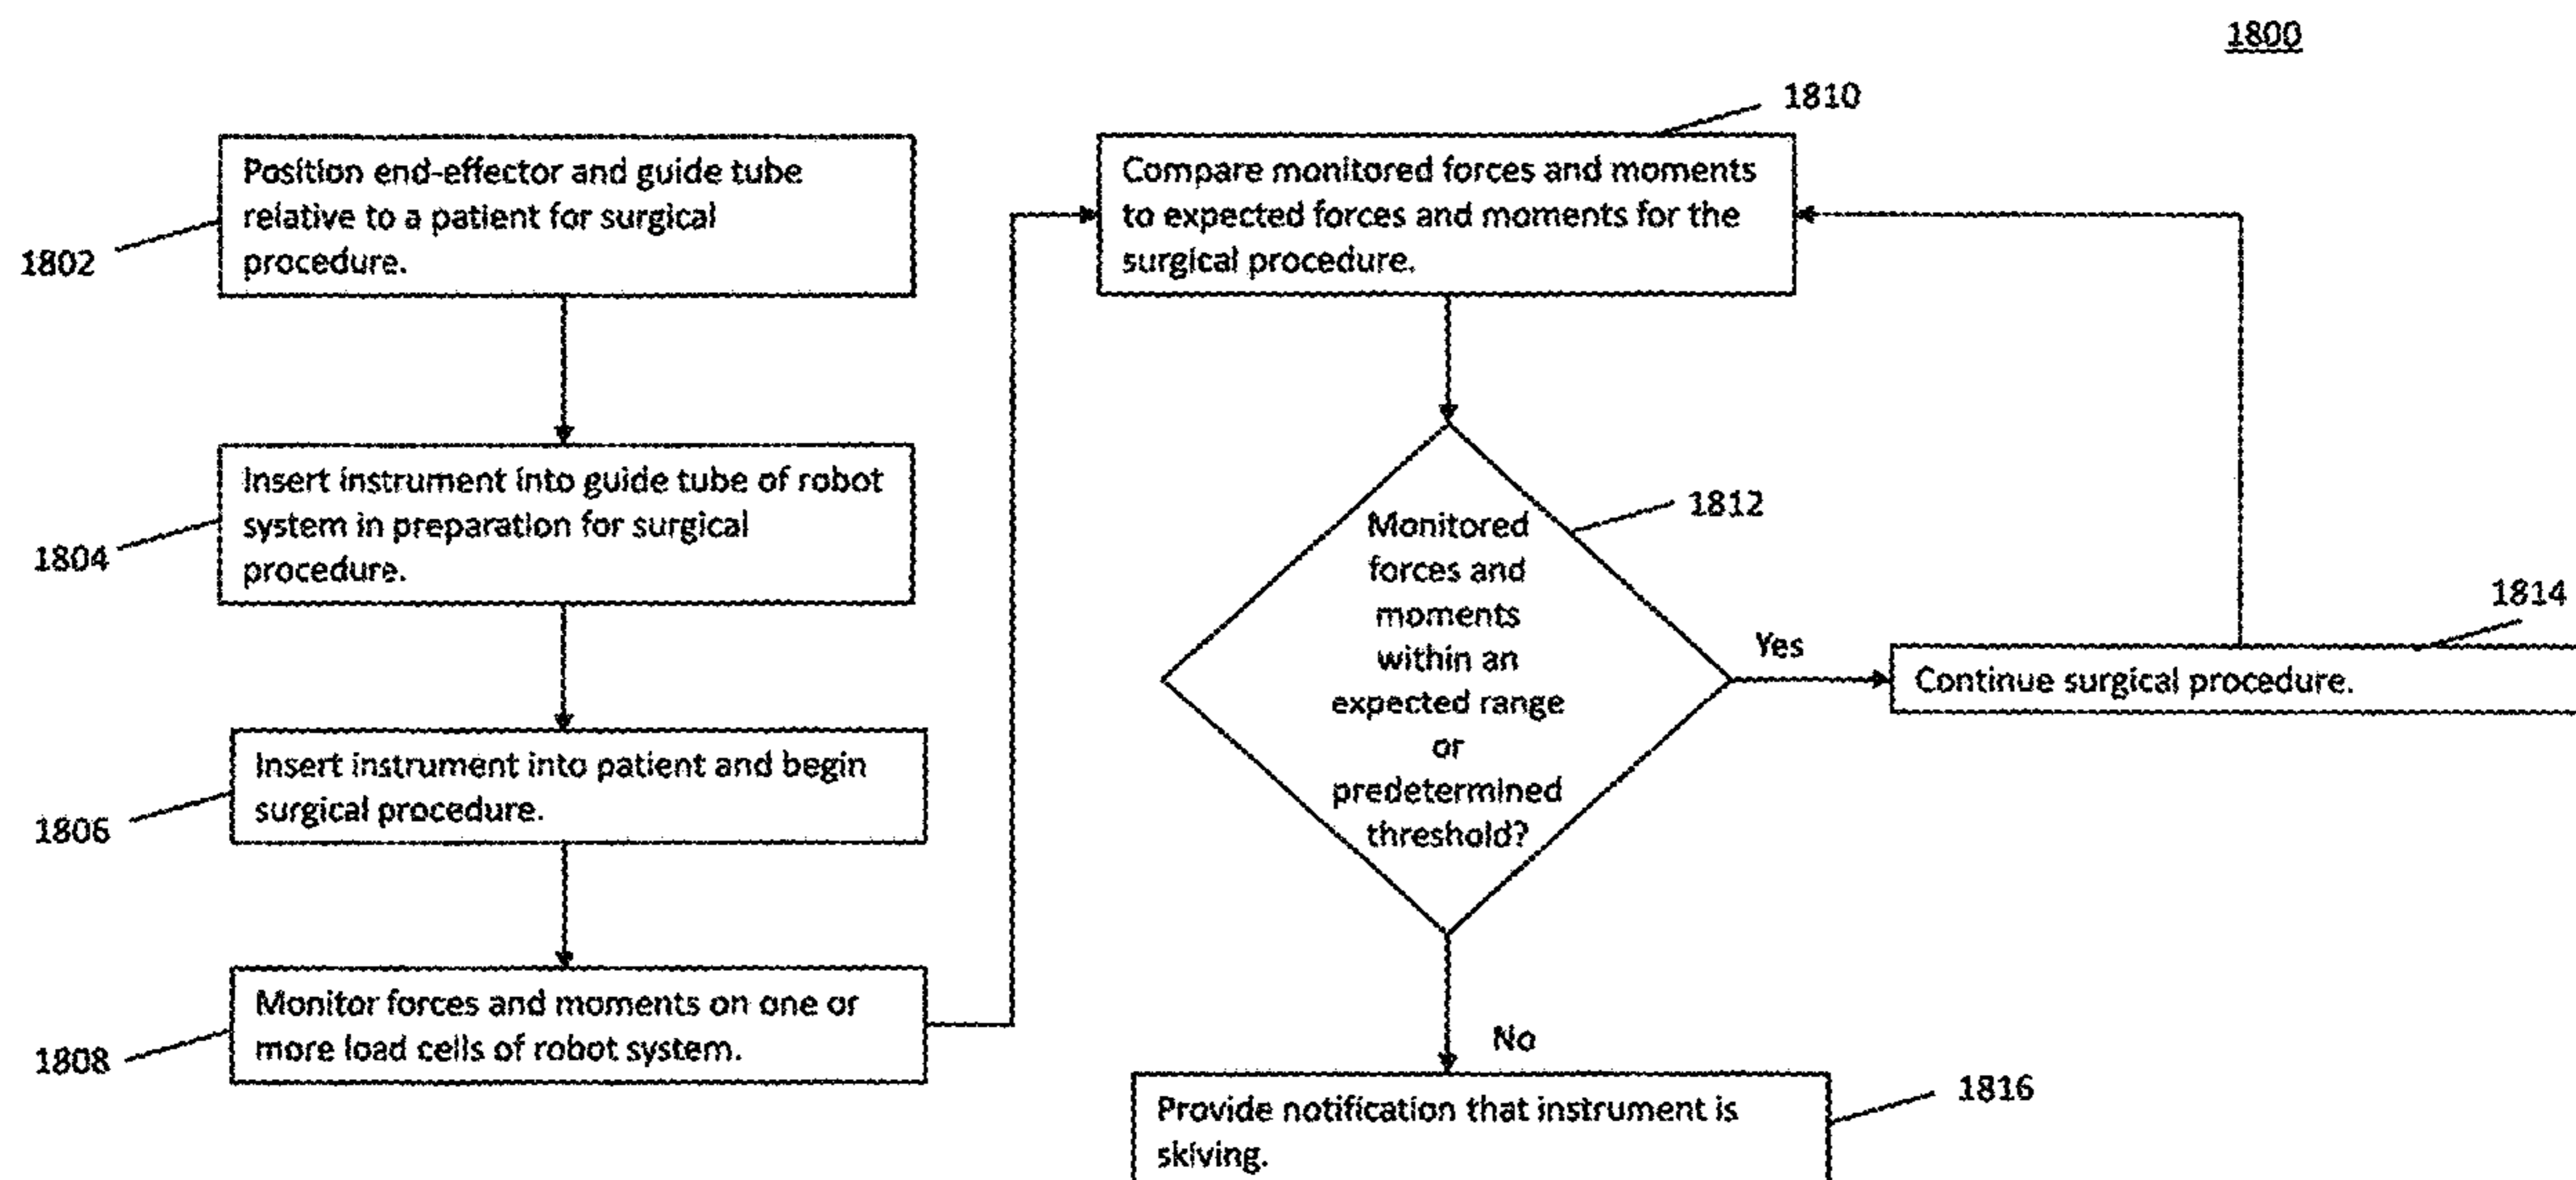 1800
1802
Position end-effector and guide tube
relative to a patient for surgical
procedure.
1804
Insert instrument into guide tube of robot
system in preparation for surgical
procedure.
1806
Insert instrument into patient and begin
surgical procedure.
1808
Monitor forces and moments on one or
more load cells of robot system.
1810
Compare monitored forces and moments
to expected forces and moments for the
surgical procedure.
1812
Monitored
forces and
moments
within an
expected range
or
predetermined
threshold?
Yes
1814
Continue surgical procedure.
No
1816
Provide notification that instrument is
skiving.